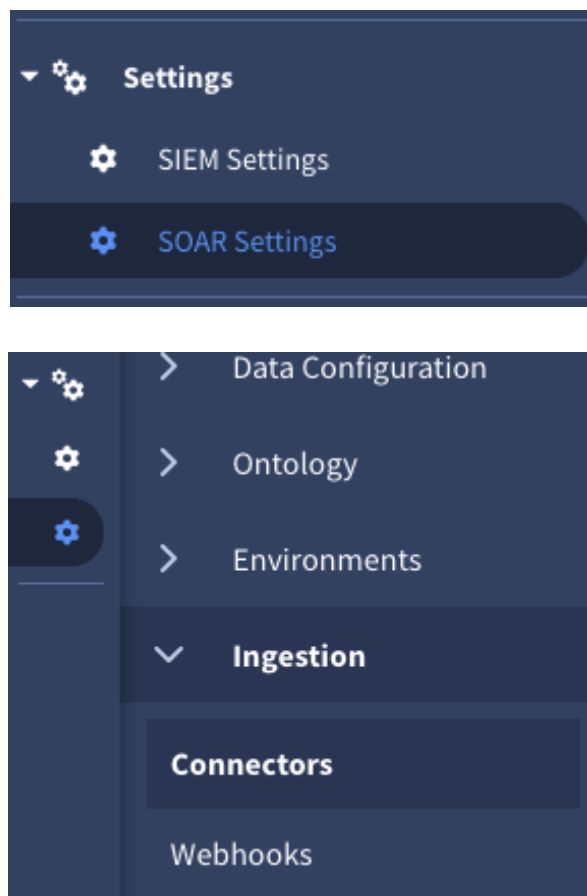 Settings
SIEM Settings
SOAR Settings
Data Configuration
Ontology
Environments
Ingestion
Connectors
Webhooks